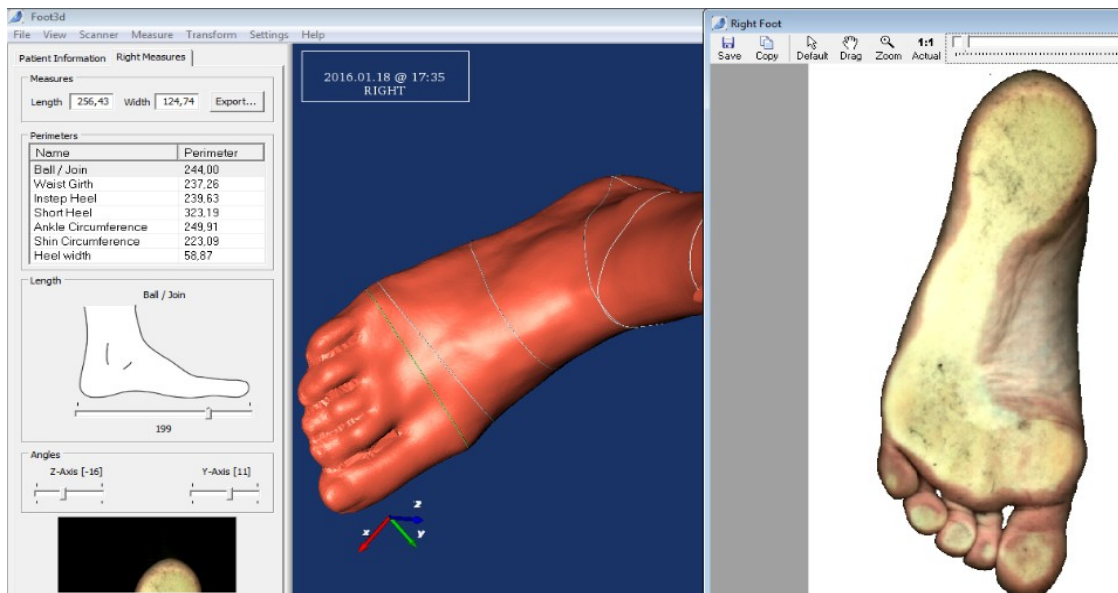 Foot3d
File View Scanner Measure Transform Settings Help
Patient Information Right Measures
Measures
Length 256,43 Width 124,74 Export...
Perimeters
Name Perimeter
Ball / Join 244,00
Waist Girth 237,26
Instep Heel 239,63
Short Heel 323,19
Ankle Circumference 249,91
Shin Circumference 223,09
Heel width 58,87
Length
Ball / Join
199
Angles
Z-Axis [-16] Y-Axis [11]
2016.01.18 @ 17:35
RIGHT
x y z
Right Foot
1:1
Save Copy Default Drag Zoom Actual